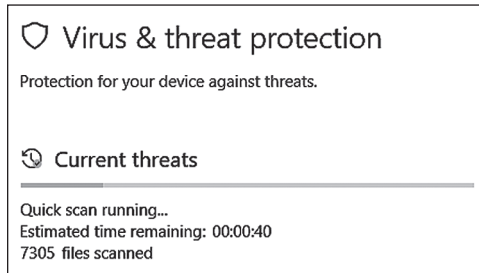 Virus & threat protection
Protection for your device against threats.
Current threats
Quick scan running...
Estimated time remaining: 00:00:40
7305 files scanned